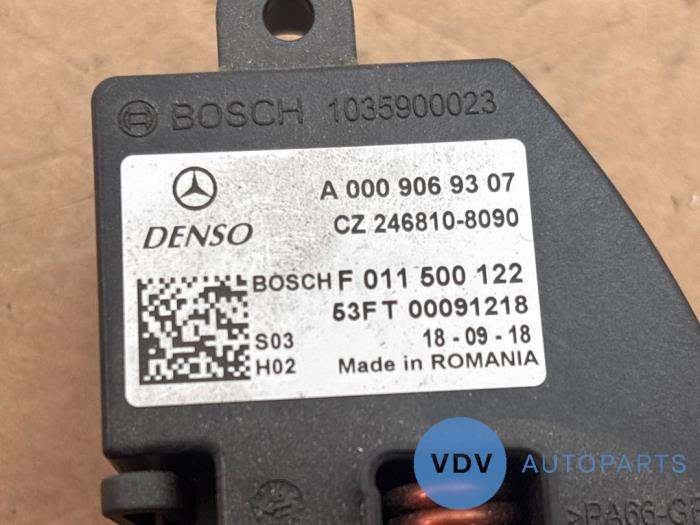 BOSCH 1035900023
A 000 906 93 07
DENSO CZ 246810-8090
BOSCH F 011 500 122
53FT 00091218
S03 18 - 09 - 18
H02 Made in ROMANIA
VDV AUTOPARTS
>PA66-G